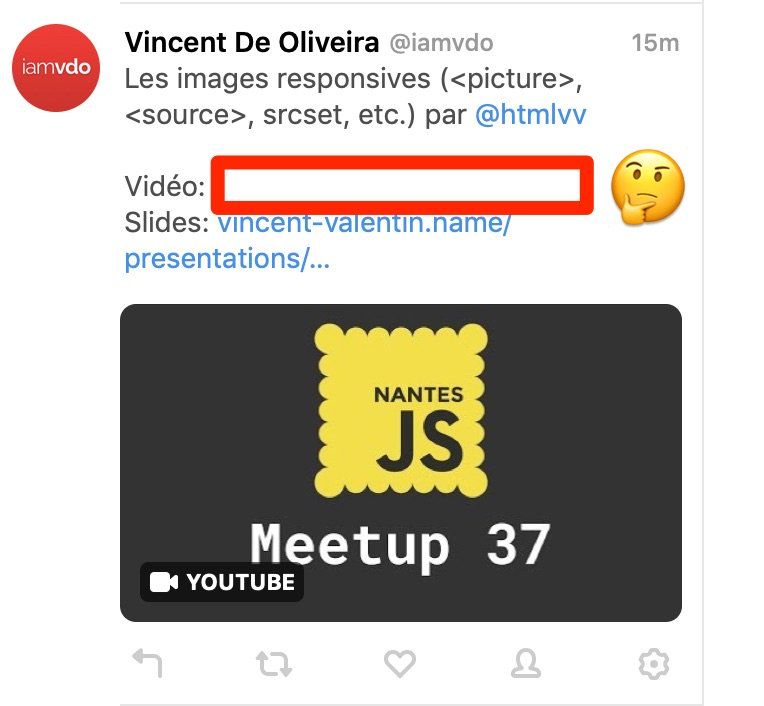 iamvdo
Vincent De Oliveira @iamvdo 15m
Les images responsives (<picture>,
<source>, srcset, etc.) par @htmlvv
Vidéo:
Slides: vincent-valentin.name/
presentations/...
NANTES
JS
Meetup 37
YOUTUBE